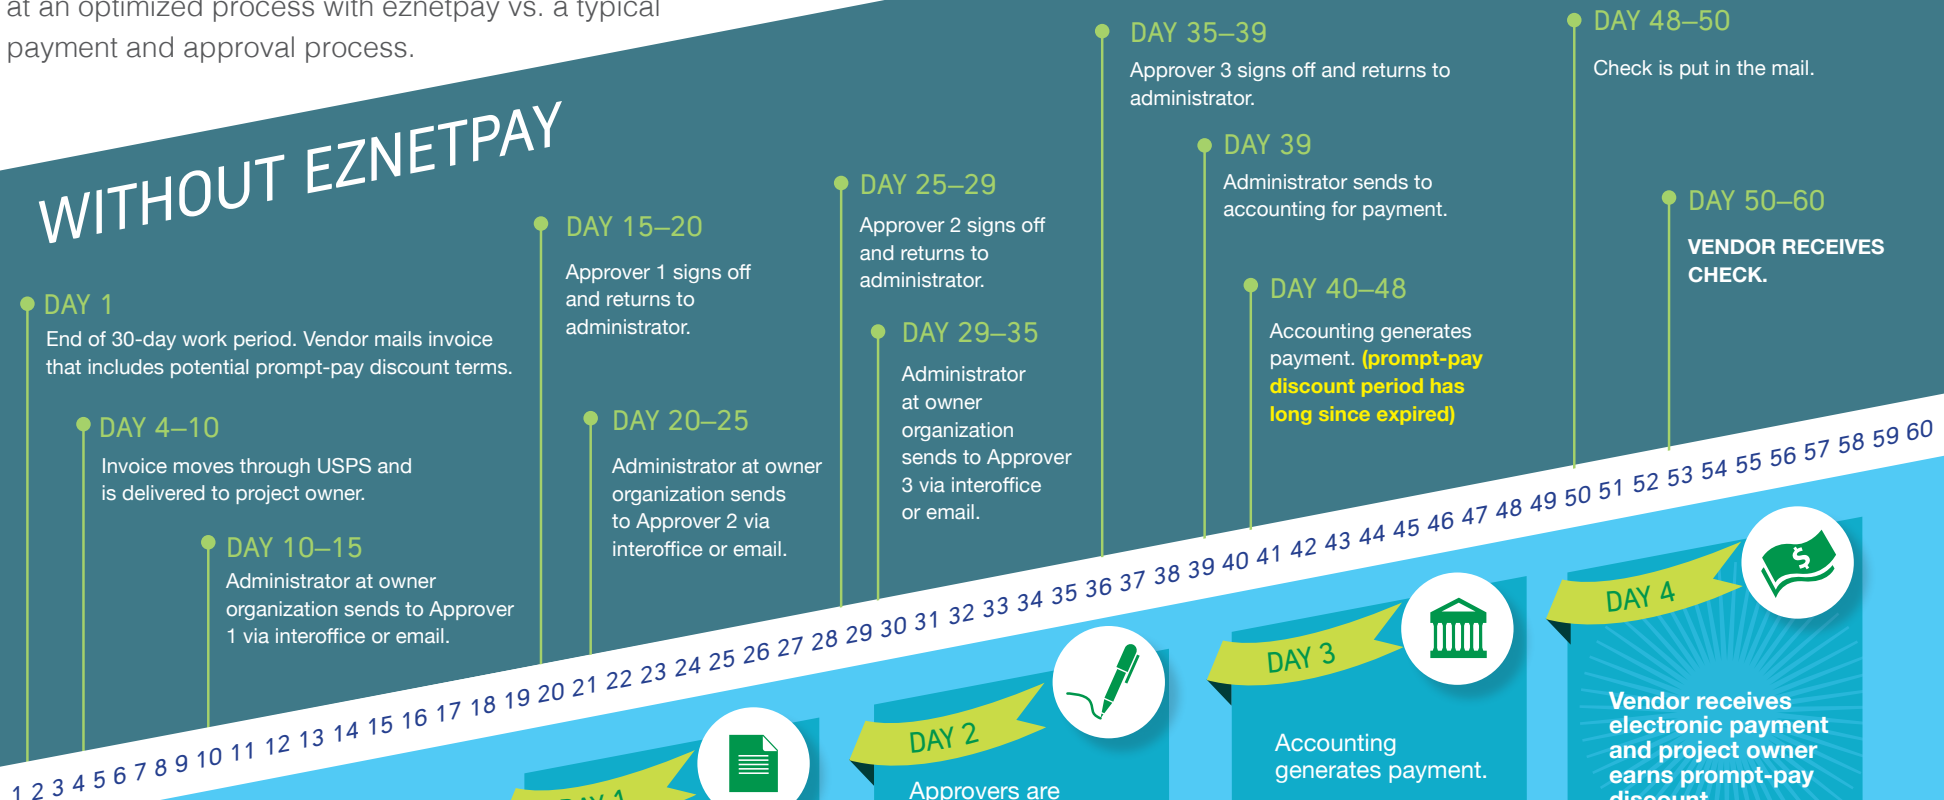 at an optimized process with eznetpay vs. a typical
payment and approval process.
WITHOUT EZNETPAY
DAY 1
End of 30-day work period. Vendor mails invoice
that includes potential prompt-pay discount terms.
DAY 4–10
Invoice moves through USPS and
is delivered to project owner.
DAY 10–15
Administrator at owner
organization sends to Approver
1 via interoffice or email.
DAY 15–20
Approver 1 signs off
and returns to
administrator.
DAY 20–25
Administrator at owner
organization sends
to Approver 2 via
interoffice or email.
DAY 25–29
Approver 2 signs off
and returns to
administrator.
DAY 29–35
Administrator
at owner
organization
sends to Approver
3 via interoffice
or email.
DAY 35–39
Approver 3 signs off and returns to
administrator.
DAY 39
Administrator sends to
accounting for payment.
DAY 40–48
Accounting generates
payment. (prompt-pay
discount period has
long since expired)
DAY 48–50
Check is put in the mail.
DAY 50–60
VENDOR RECEIVES
CHECK.
1 2 3 4 5 6 7 8 9 10 11 12 13 14 15 16 17 18 19 20 21 22 23 24 25 26 27 28 29 30 31 32 33 34 35 36 37 38 39 40 41 42 43 44 45 46 47 48 49 50 51 52 53 54 55 56 57 58 59 60
DAY 1
DAY 2
Approvers are
DAY 3
Accounting
generates payment.
DAY 4
Vendor receives
electronic payment
and project owner
earns prompt-pay
discount